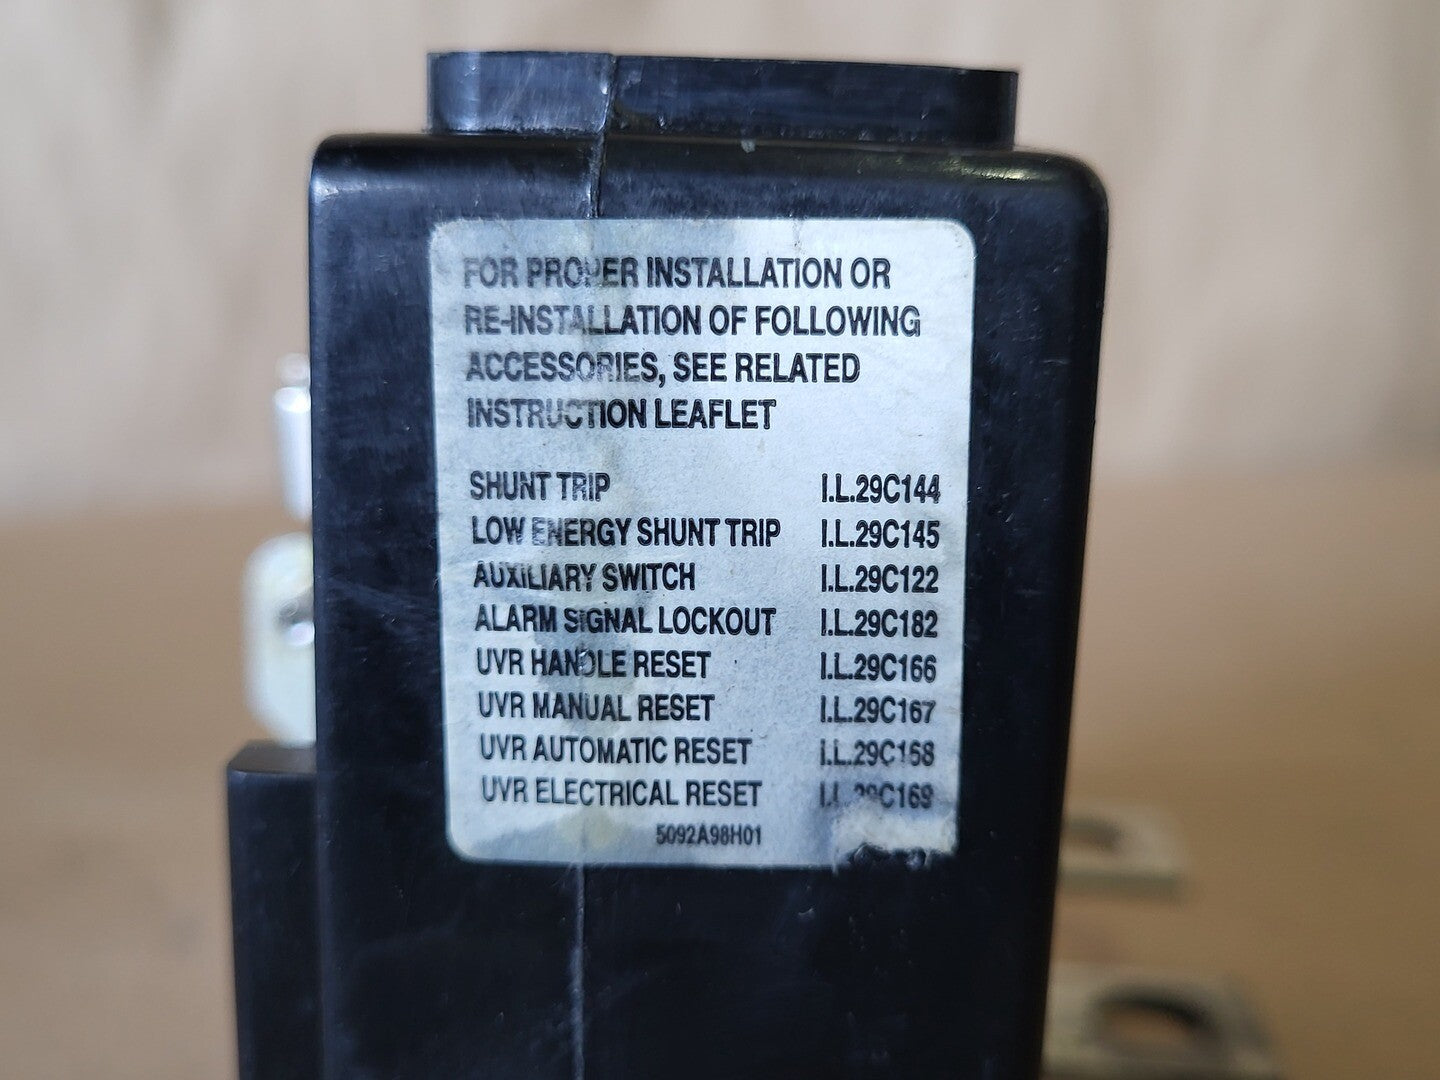 FOR PROPER INSTALLATION OR
RE-INSTALLATION OF FOLLOWING
ACCESSORIES, SEE RELATED
INSTRUCTION LEAFLET
SHUNT TRIP I.L.29C144
LOW ENERGY SHUNT TRIP I.L.29C145
AUXILIARY SWITCH I.L.29C122
ALARM SIGNAL LOCKOUT I.L.29C182
UVR HANDLE RESET I.L.29C166
UVR MANUAL RESET I.L.29C167
UVR AUTOMATIC RESET I.L.29C168
UVR ELECTRICAL RESET I.L.29C169
5092A98H01